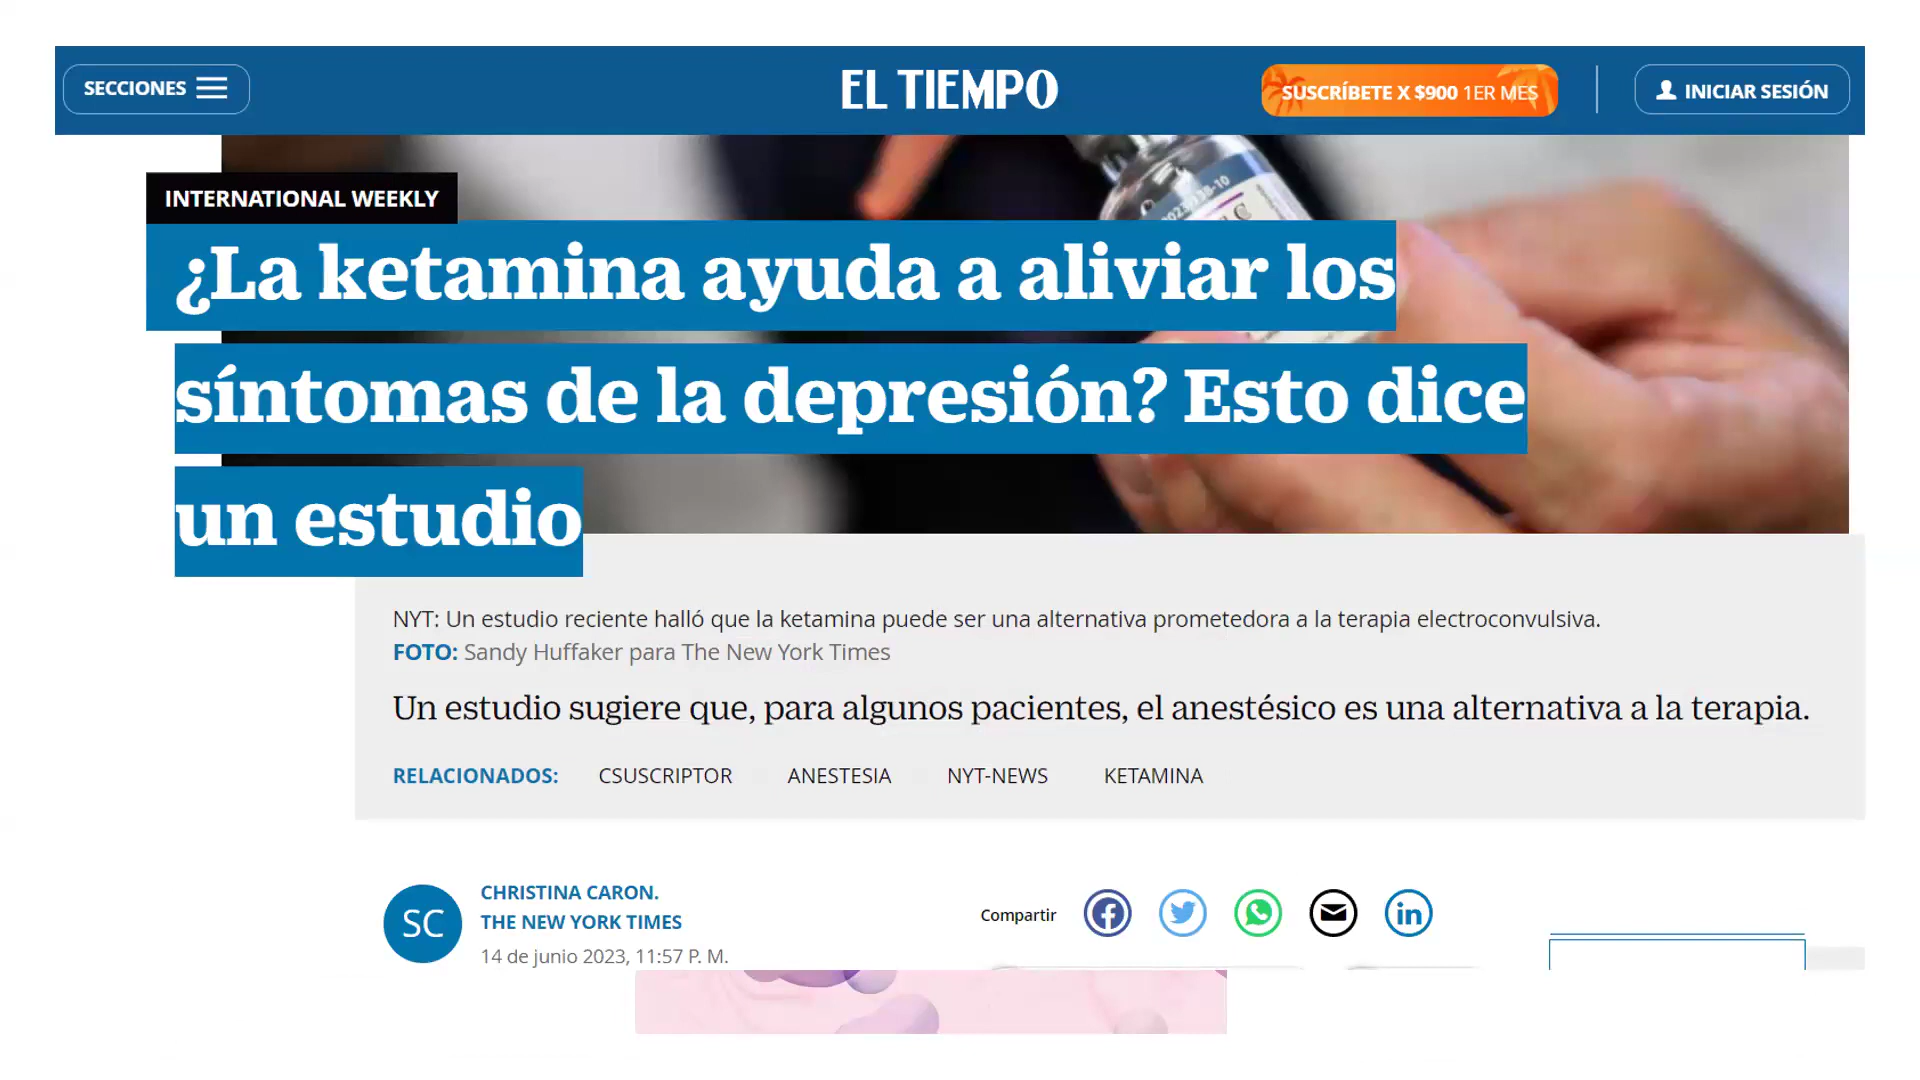 SECCIONES
EL TIEMPO
SUSCRÍBETE X $900 1ER MES
INICIAR SESIÓN
INTERNATIONAL WEEKLY
¿La ketamina ayuda a aliviar los
síntomas de la depresión? Esto dice
un estudio
NYT: Un estudio reciente halló que la ketamina puede ser una alternativa prometedora a la terapia electroconvulsiva.
FOTO: Sandy Huffaker para The New York Times
Un estudio sugiere que, para algunos pacientes, el anestésico es una alternativa a la terapia.
RELACIONADOS: CSUSCRIPTOR ANESTESIA NYT-NEWS KETAMINA
SC
CHRISTINA CARON.
THE NEW YORK TIMES
14 de junio 2023, 11:57 P. M.
Compartir